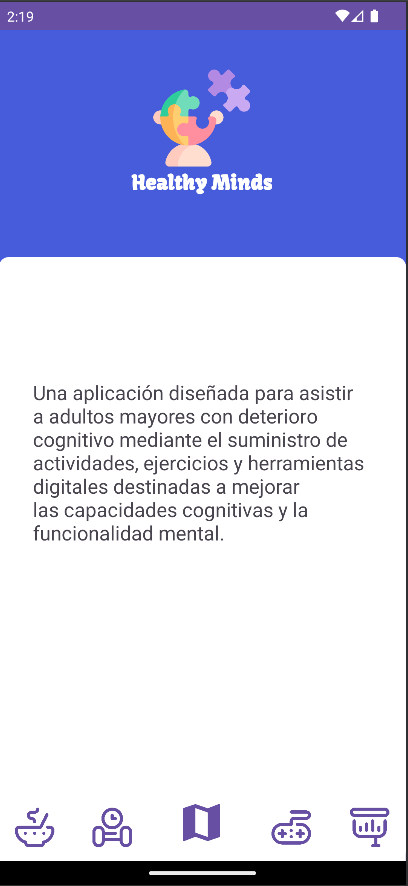 2:19
Healthy Minds
Una aplicación diseñada para asistir
a adultos mayores con deterioro
cognitivo mediante el suministro de
actividades, ejercicios y herramientas
digitales destinadas a mejorar
las capacidades cognitivas y la
funcionalidad mental.